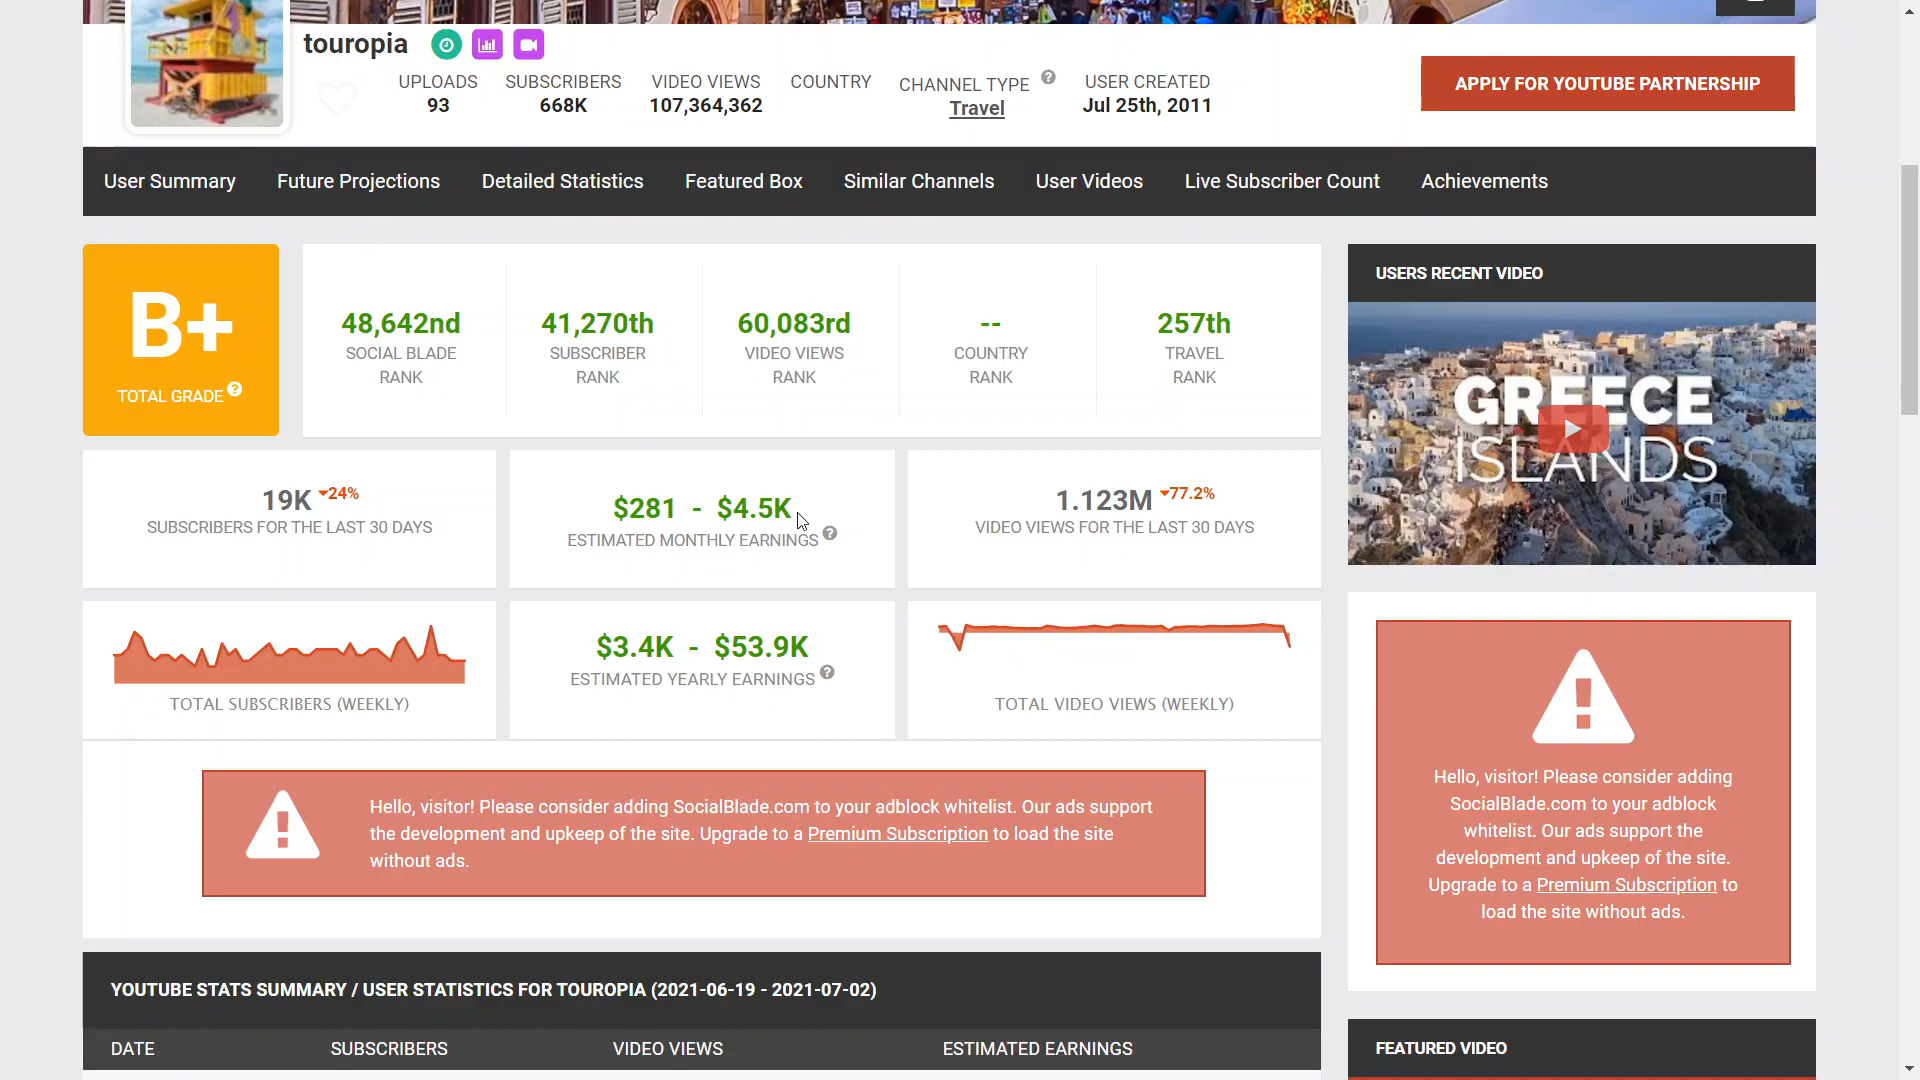 touropia
UPLOADS
93
SUBSCRIBERS
668K
VIDEO VIEWS
107,364,362
COUNTRY
CHANNEL TYPE ?
Travel
USER CREATED
Jul 25th, 2011
APPLY FOR YOUTUBE PARTNERSHIP
User Summary
Future Projections
Detailed Statistics
Featured Box
Similar Channels
User Videos
Live Subscriber Count
Achievements
B+
TOTAL GRADE ?
48,642nd
SOCIAL BLADE
RANK
41,270th
SUBSCRIBER
RANK
60,083rd
VIDEO VIEWS
RANK
--
COUNTRY
RANK
257th
TRAVEL
RANK
19K 24%
SUBSCRIBERS FOR THE LAST 30 DAYS
$281 - $4.5K
ESTIMATED MONTHLY EARNINGS ?
1.123M 77.2%
VIDEO VIEWS FOR THE LAST 30 DAYS
TOTAL SUBSCRIBERS (WEEKLY)
$3.4K - $53.9K
ESTIMATED YEARLY EARNINGS ?
TOTAL VIDEO VIEWS (WEEKLY)
Hello, visitor! Please consider adding SocialBlade.com to your adblock whitelist. Our ads support
the development and upkeep of the site. Upgrade to a Premium Subscription to load the site
without ads.
YOUTUBE STATS SUMMARY / USER STATISTICS FOR TOUROPIA (2021-06-19 - 2021-07-02)
DATE
SUBSCRIBERS
VIDEO VIEWS
ESTIMATED EARNINGS
USERS RECENT VIDEO
GREECE
ISLANDS
Hello, visitor! Please consider adding
SocialBlade.com to your adblock
whitelist. Our ads support the
development and upkeep of the site.
Upgrade to a Premium Subscription to
load the site without ads.
FEATURED VIDEO